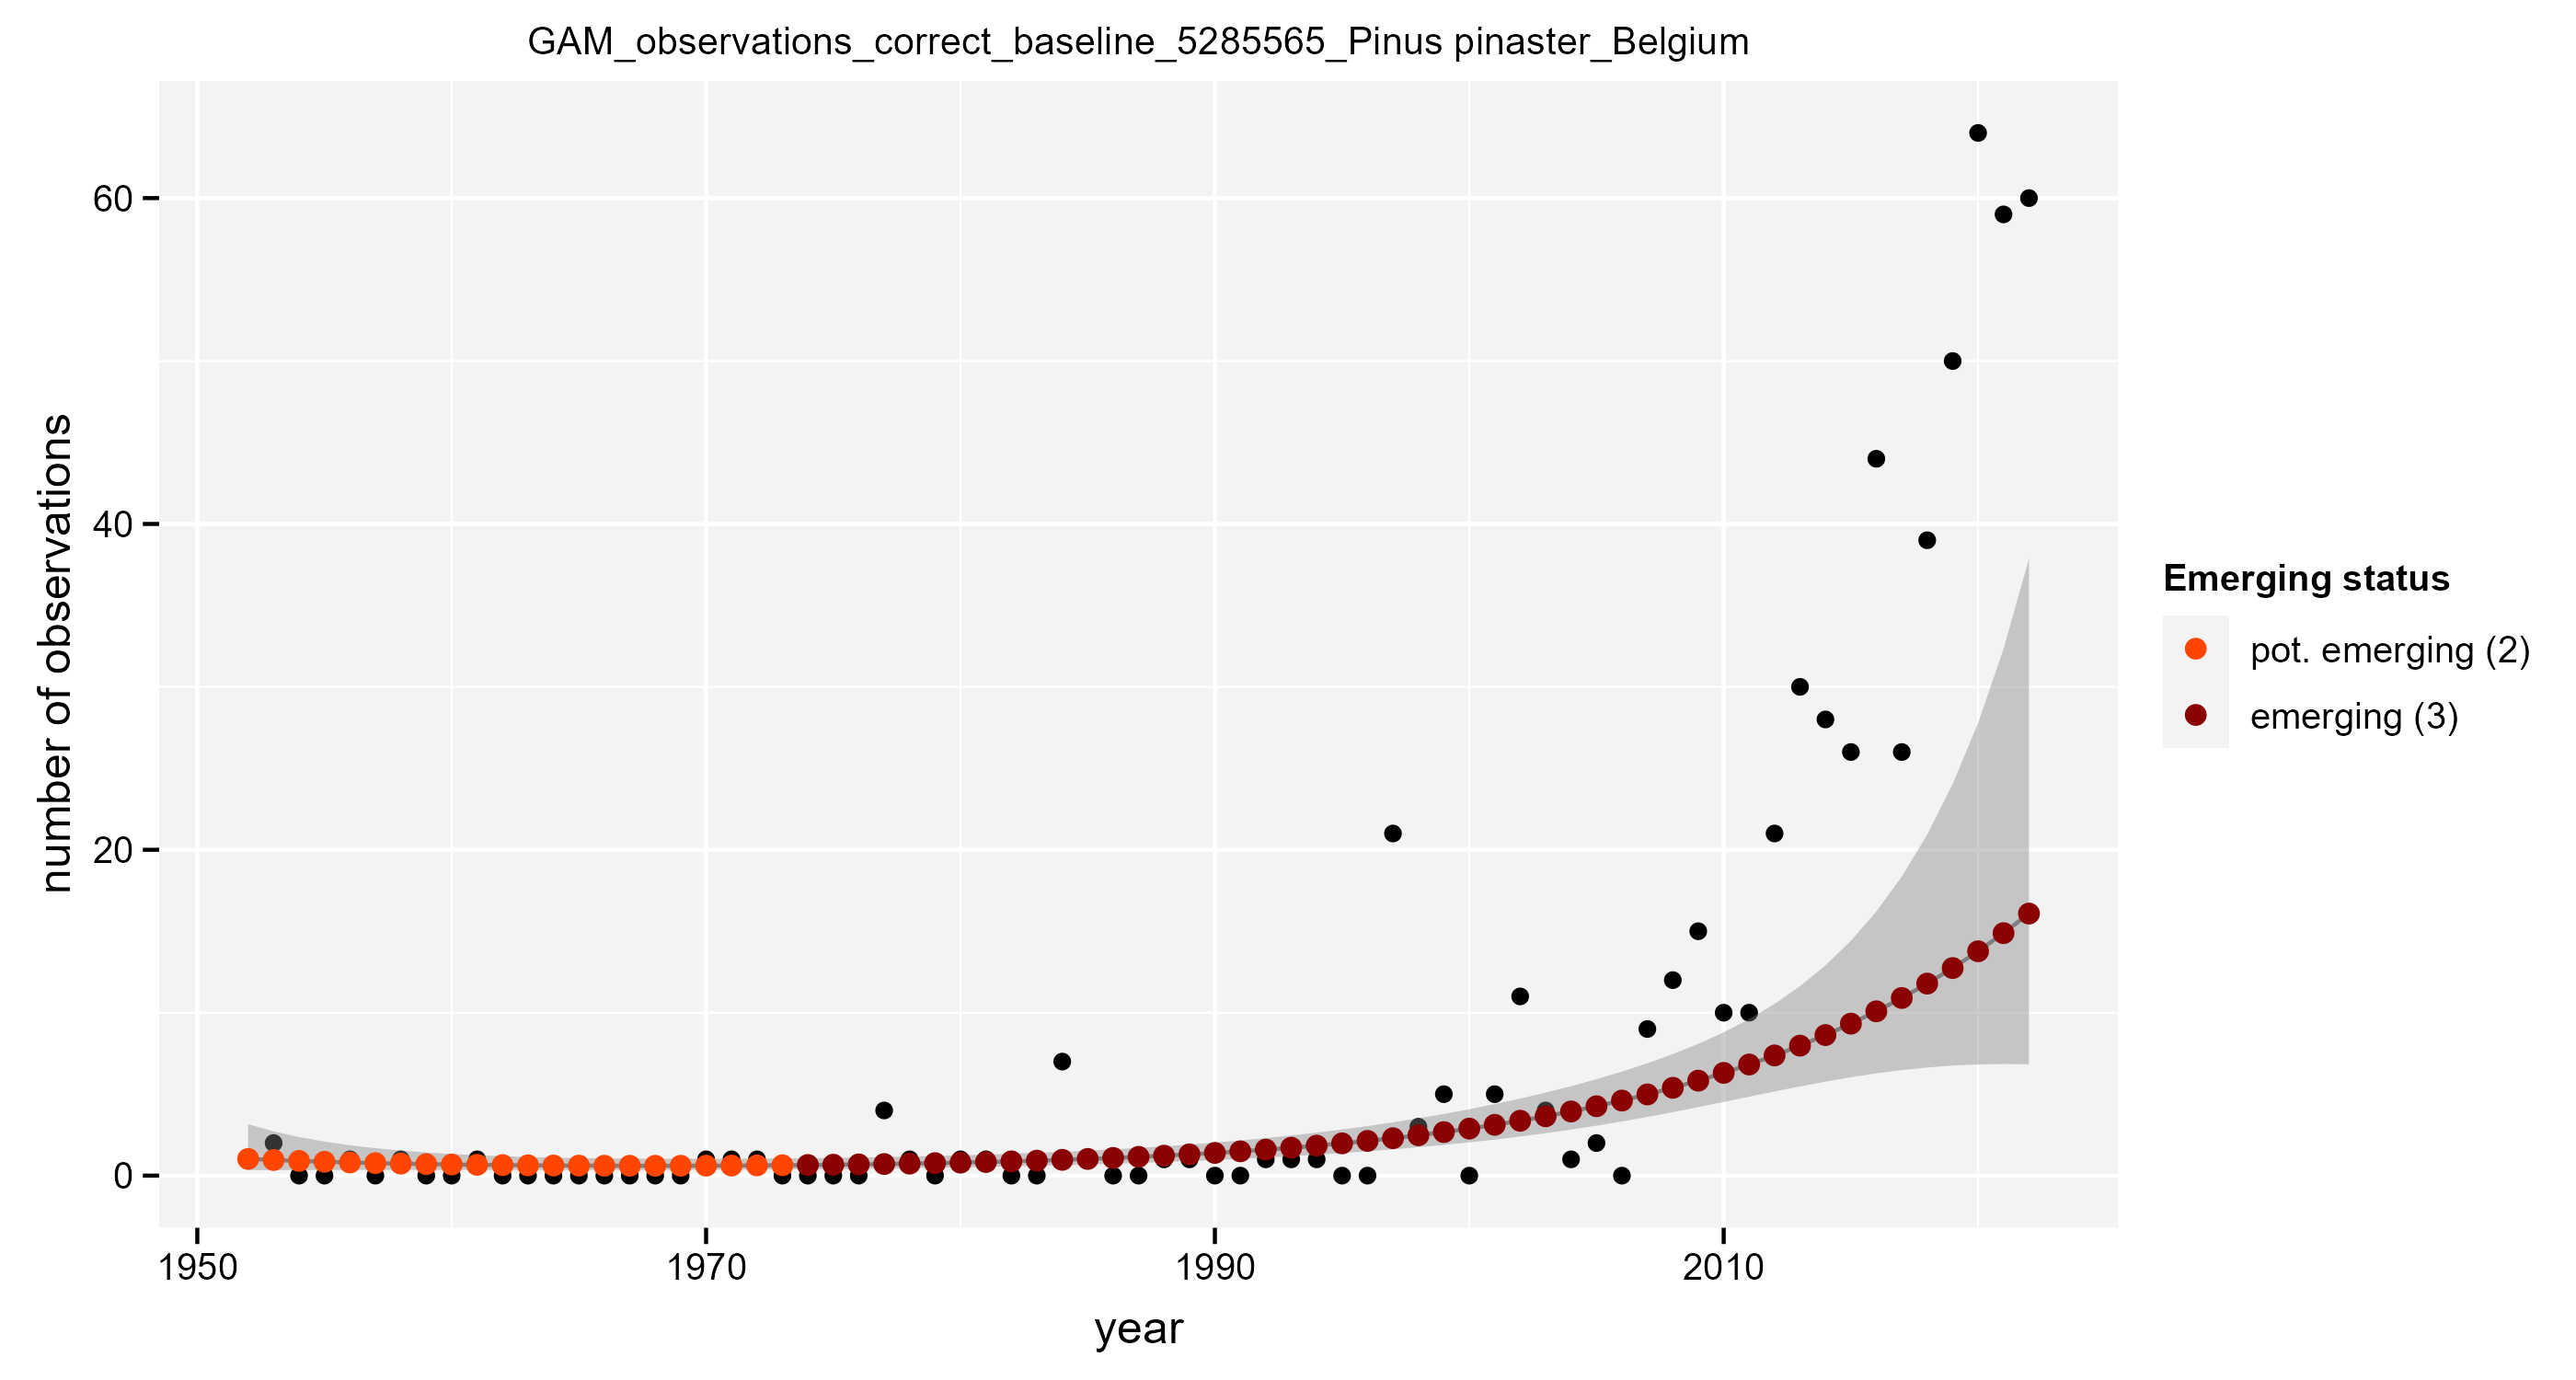 GAM_observations_correct_baseline_5285565_Pinus pinaster_Belgium
number of observations
60
40
20
0
1950
1970
1990
2010
year
Emerging status
pot. emerging (2)
emerging (3)